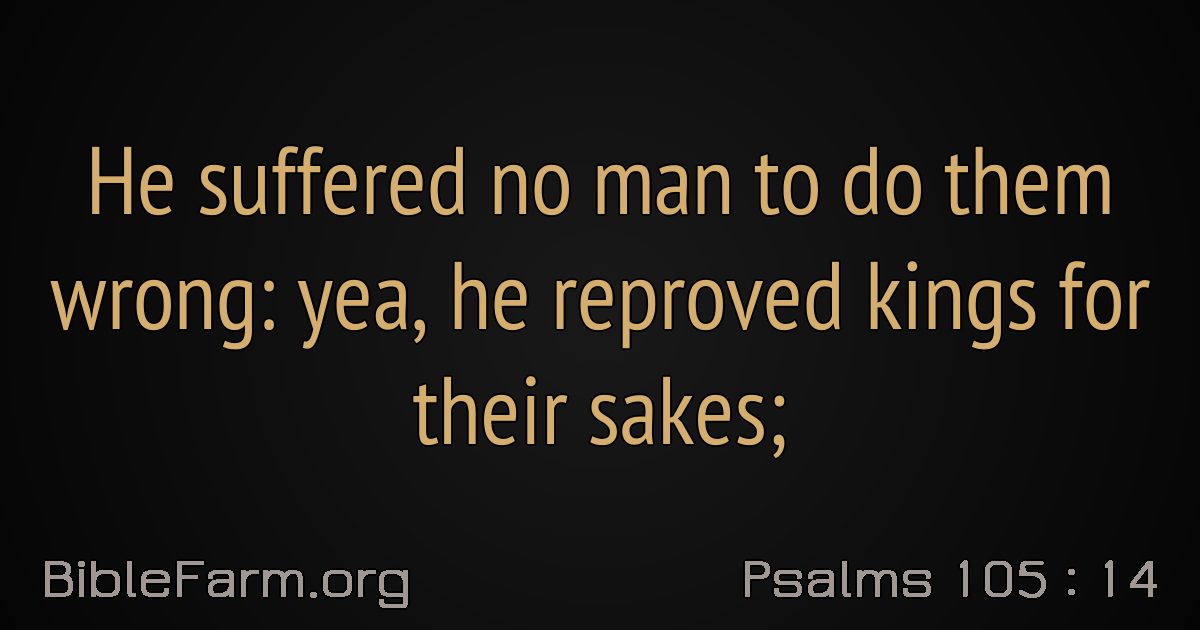 He suffered no man to do them
wrong: yea, he reproved kings for
their sakes;
BibleFarm.org
Psalms 105 : 14